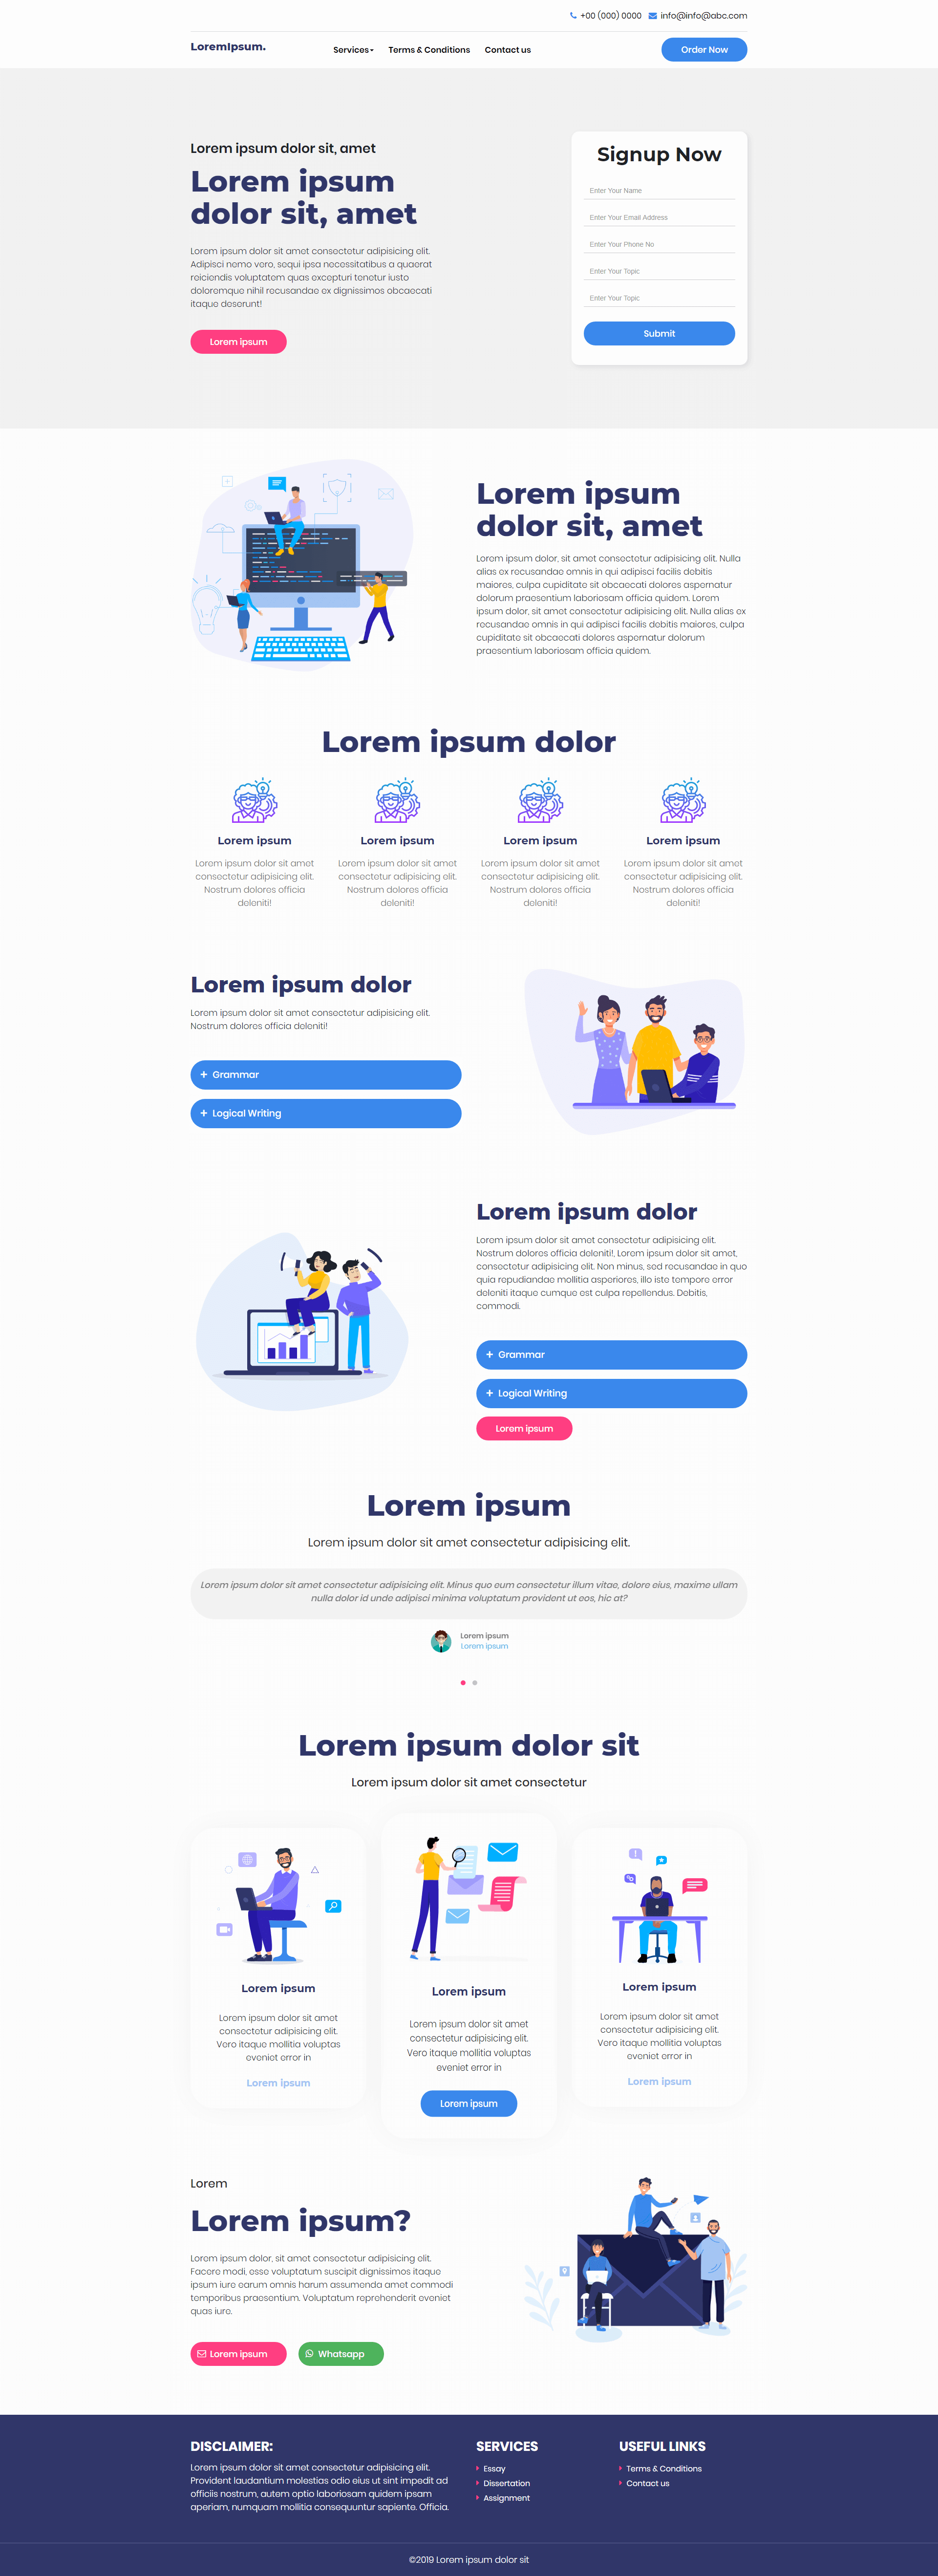 +00 (000) 0000 info@info@abc.com
LoremIpsum. Services Terms & Conditions Contact us Order Now
Lorem ipsum dolor sit, amet
Lorem ipsum
dolor sit, amet
Lorem ipsum dolor sit amet consectetur adipisicing elit.
Adipisci nemo vero, sequi ipsa necessitatibus a quaerat
reiciendis voluptatem quas excepturi tenetur iusto
doloremque nihil recusandae ex dignissimos obcaecati
itaque deserunt!
Lorem ipsum
Signup Now
Enter Your Name
Enter Your Email Address
Enter Your Phone No
Enter Your Topic
Enter Your Topic
Submit
Lorem ipsum
dolor sit, amet
Lorem ipsum dolor, sit amet consectetur adipisicing elit. Nulla
alias ex recusandae omnis in qui adipisci facilis debitis
maiores, culpa cupiditate sit obcaecati dolores aspernatur
dolorum praesentium laboriosam officia quidem. Lorem
ipsum dolor, sit amet consectetur adipisicing elit. Nulla alias ex
recusandae omnis in qui adipisci facilis debitis maiores, culpa
cupiditate sit obcaecati dolores aspernatur dolorum
praesentium laboriosam officia quidem.
Lorem ipsum dolor
Lorem ipsum
Lorem ipsum dolor sit amet
consectetur adipisicing elit.
Nostrum dolores officia
deleniti!
Lorem ipsum
Lorem ipsum dolor sit amet
consectetur adipisicing elit.
Nostrum dolores officia
deleniti!
Lorem ipsum
Lorem ipsum dolor sit amet
consectetur adipisicing elit.
Nostrum dolores officia
deleniti!
Lorem ipsum
Lorem ipsum dolor sit amet
consectetur adipisicing elit.
Nostrum dolores officia
deleniti!
Lorem ipsum dolor
Lorem ipsum dolor sit amet consectetur adipisicing elit.
Nostrum dolores officia deleniti!
+ Grammar
+ Logical Writing
Lorem ipsum dolor
Lorem ipsum dolor sit amet consectetur adipisicing elit.
Nostrum dolores officia deleniti!, Lorem ipsum dolor sit amet,
consectetur adipisicing elit. Non minus, sed recusandae in quo
quia repudiandae mollitia asperiores, illo iste tempore error
deleniti itaque cumque est culpa repellendus. Debitis,
commodi.
+ Grammar
+ Logical Writing
Lorem ipsum
Lorem ipsum
Lorem ipsum dolor sit amet consectetur adipisicing elit.
Lorem ipsum dolor sit amet consectetur adipisicing elit. Minus quo eum consectetur illum vitae, dolore eius, maxime ullam
nulla dolor id unde adipisci minima voluptatum provident ut eos, hic at?
Lorem ipsum
Lorem ipsum
Lorem ipsum dolor sit
Lorem ipsum dolor sit amet consectetur
Lorem ipsum
Lorem ipsum dolor sit amet
consectetur adipisicing elit.
Vero itaque mollitia voluptas
eveniet error in
Lorem ipsum
Lorem ipsum
Lorem ipsum dolor sit amet
consectetur adipisicing elit.
Vero itaque mollitia voluptas
eveniet error in
Lorem ipsum
Lorem ipsum
Lorem ipsum dolor sit amet
consectetur adipisicing elit.
Vero itaque mollitia voluptas
eveniet error in
Lorem ipsum
Lorem
Lorem ipsum?
Lorem ipsum dolor, sit amet consectetur adipisicing elit.
Facere modi, esse voluptatum suscipit dignissimos itaque
ipsum iure earum omnis harum assumenda amet commodi
temporibus praesentium. Voluptatum reprehenderit eveniet
quas iure.
Lorem ipsum Whatsapp
DISCLAIMER:
Lorem ipsum dolor sit amet consectetur adipisicing elit.
Provident laudantium molestias odio eius ut sint impedit ad
officiis nostrum, autem optio laboriosam quidem ipsam
aperiam, numquam mollitia consequuntur sapiente. Officia.
SERVICES
Essay
Dissertation
Assignment
USEFUL LINKS
Terms & Conditions
Contact us
©2019 Lorem ipsum dolor sit